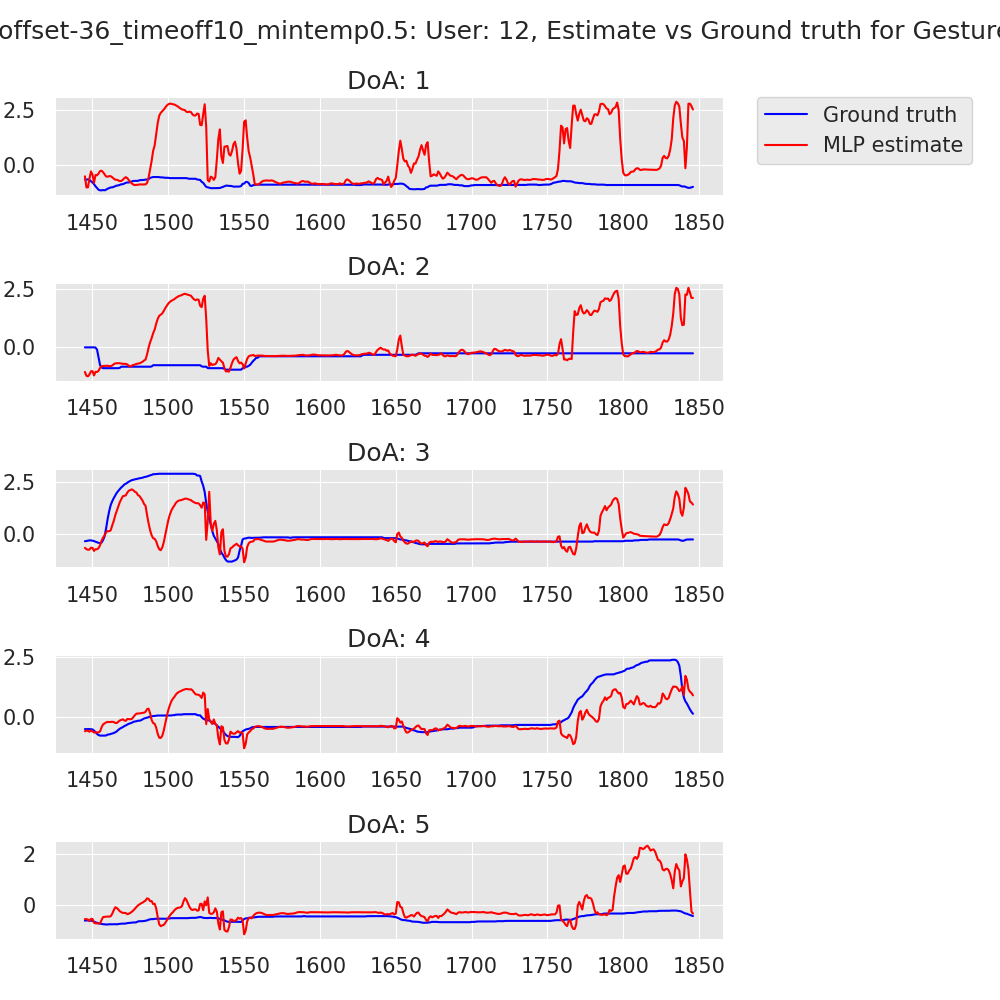 offset-36_timeoff10_mintemp0.5: User: 12, Estimate vs Ground truth for Gesture
DoA: 1
Ground truth
MLP estimate
2.5
0.0
1450 1500 1550 1600 1650 1700 1750 1800 1850
DoA: 2
2.5
0.0
1450 1500 1550 1600 1650 1700 1750 1800 1850
DoA: 3
2.5
0.0
1450 1500 1550 1600 1650 1700 1750 1800 1850
DoA: 4
2.5
0.0
1450 1500 1550 1600 1650 1700 1750 1800 1850
DoA: 5
2
0
1450 1500 1550 1600 1650 1700 1750 1800 1850